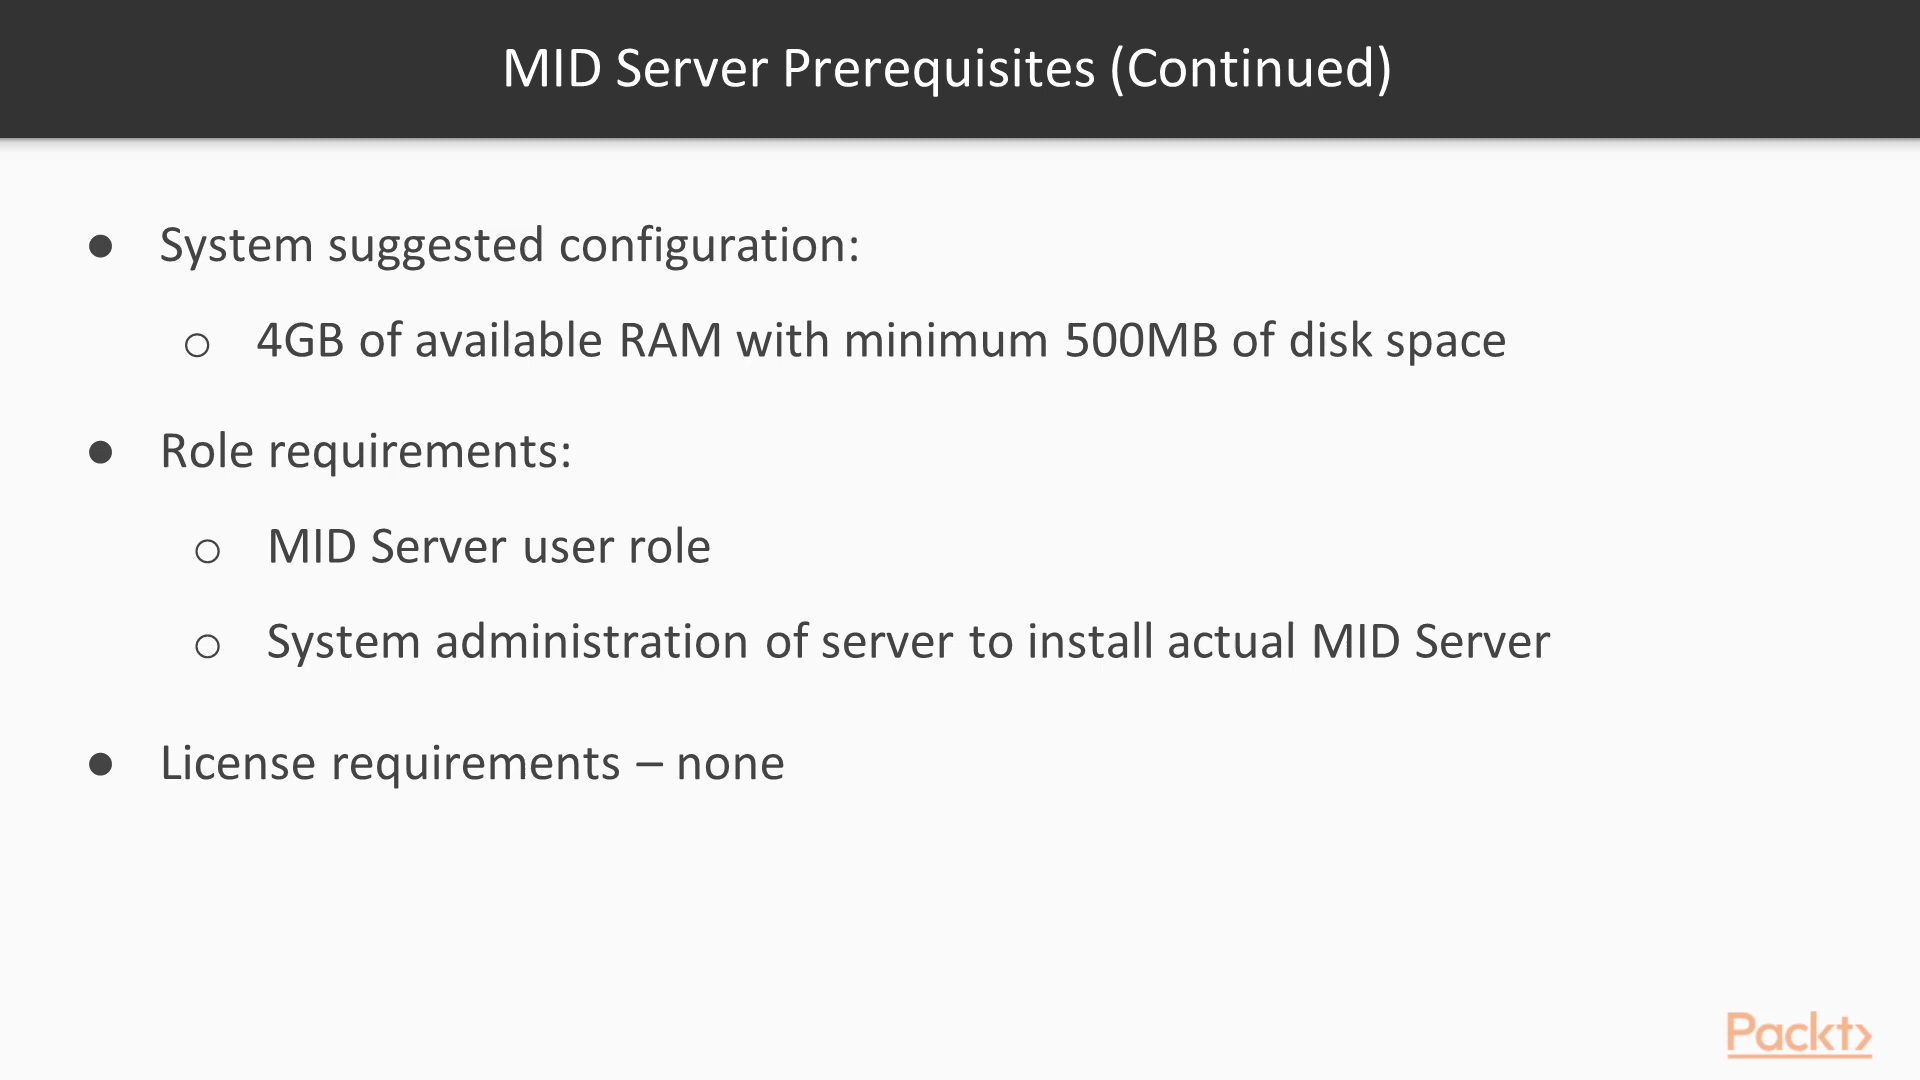 MID Server Prerequisites (Continued)
● System suggested configuration:
○ 4GB of available RAM with minimum 500MB of disk space
● Role requirements:
○ MID Server user role
○ System administration of server to install actual MID Server
● License requirements – none
Packt>